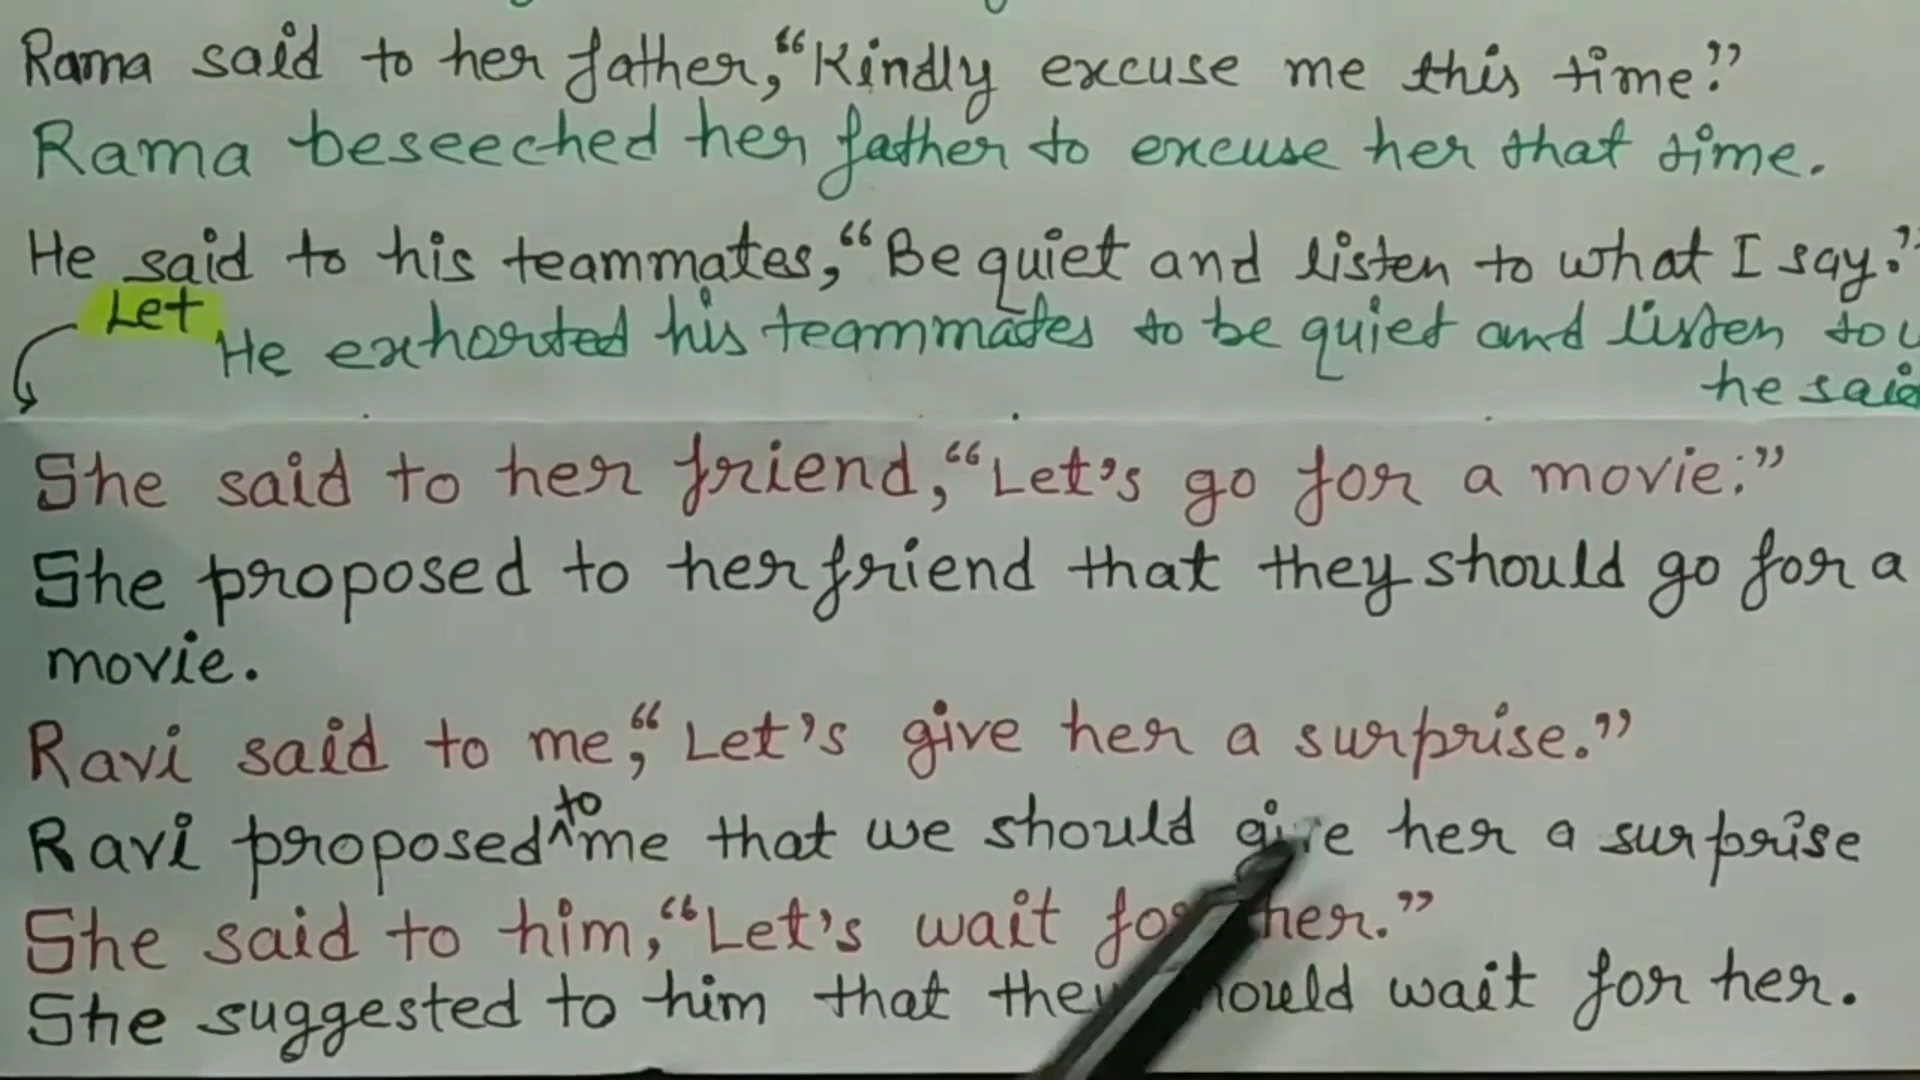 Rama said to her father, “Kindly excuse me this time.”
Rama beseeched her father to excuse her that time.
He said to his teammates, “Be quiet and listen to what I say.”
Let
He exhorted his teammates to be quiet and listen to
he said
She said to her friend, “Let's go for a movie.”
She proposed to her friend that they should go for a
movie.
Ravi said to me, “Let's give her a surprise.”
to
Ravi proposed ^ me that we should give her a surprise
She said to him, “Let's wait for her.”
She suggested to him that they should wait for her.